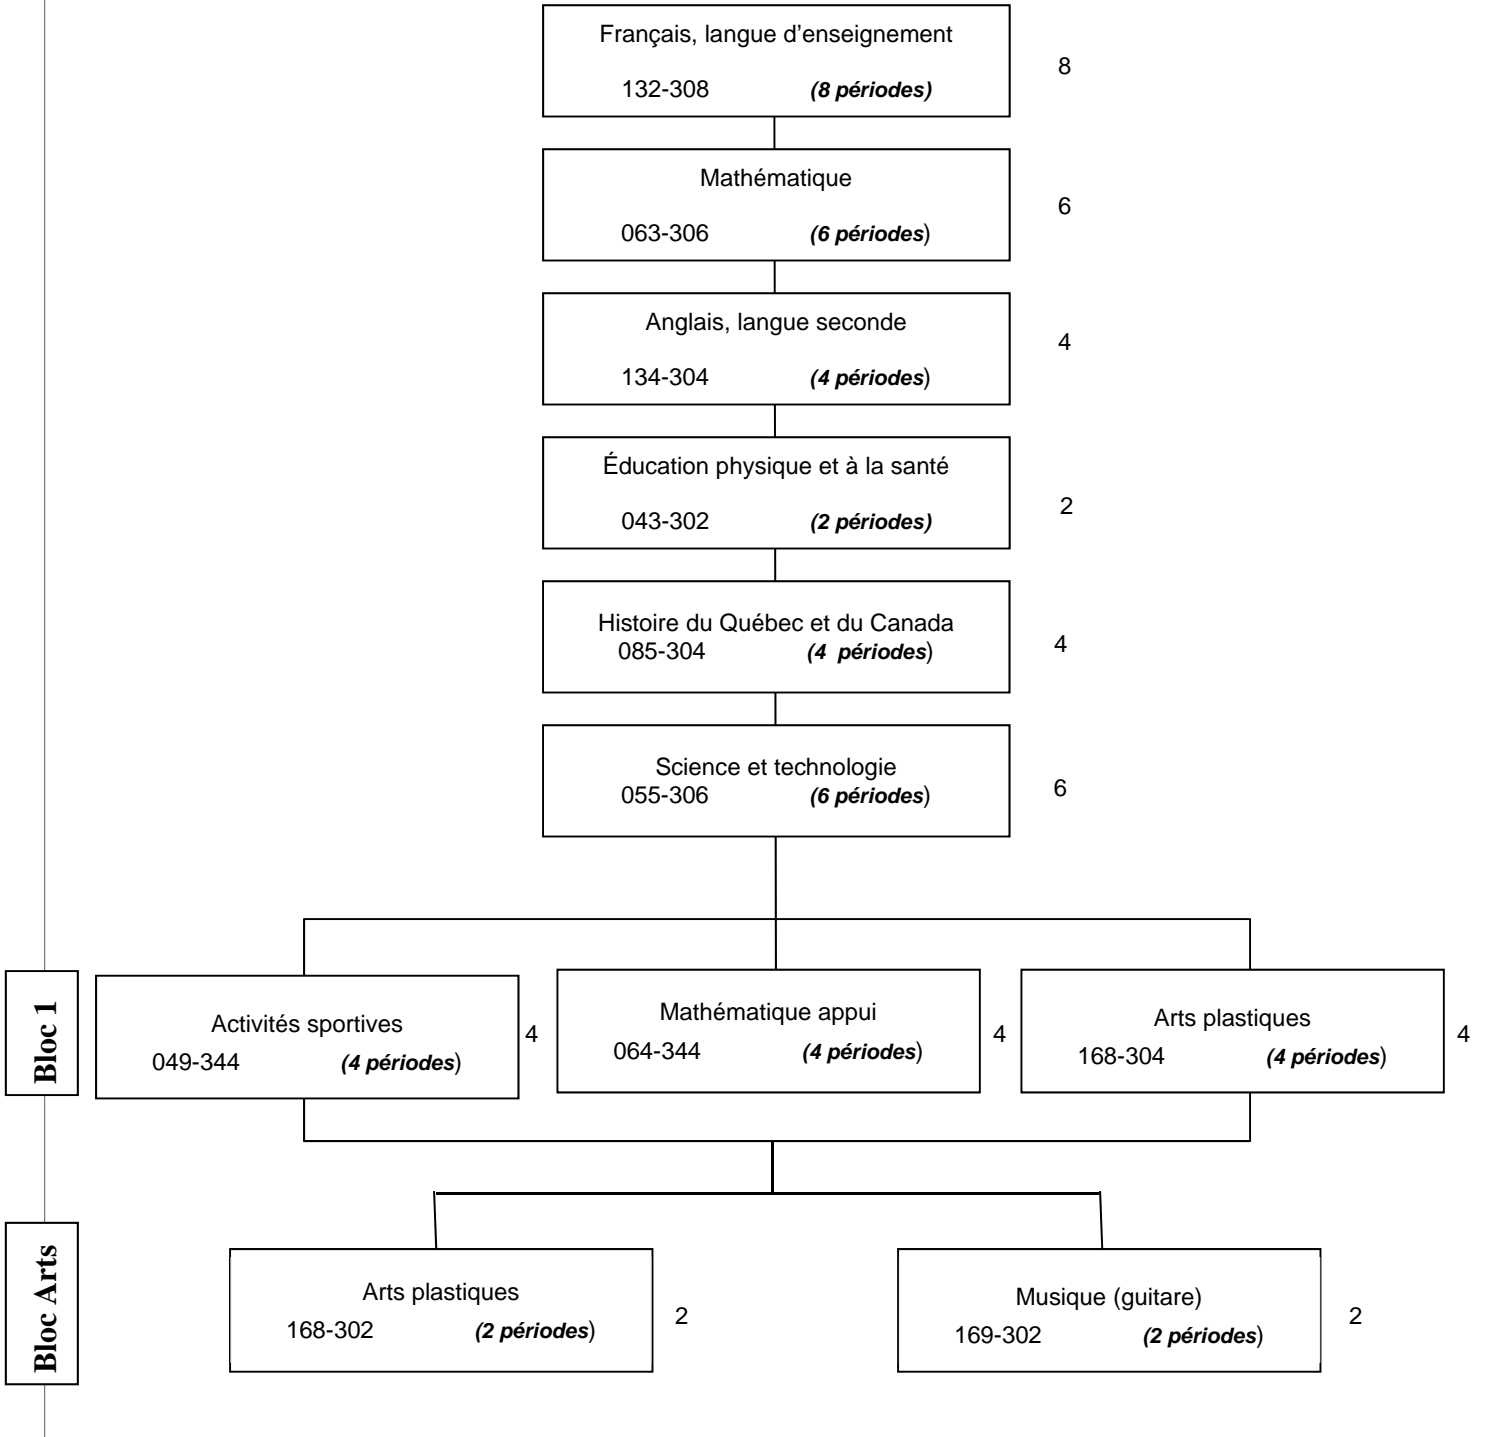 Français, langue d’enseignement
8
132-308 (8 périodes)
Mathématique
6
063-306 (6 périodes)
Anglais, langue seconde
4
134-304 (4 périodes)
Éducation physique et à la santé
2
043-302 (2 périodes)
Histoire du Québec et du Canada
4
085-304 (4 périodes)
Science et technologie
6
055-306 (6 périodes)
Bloc 1
Activités sportives
049-344 (4 périodes)
4
Mathématique appui
064-344 (4 périodes)
4
Arts plastiques
168-304 (4 périodes)
4
Bloc Arts
Arts plastiques
168-302 (2 périodes)
2
Musique (guitare)
169-302 (2 périodes)
2